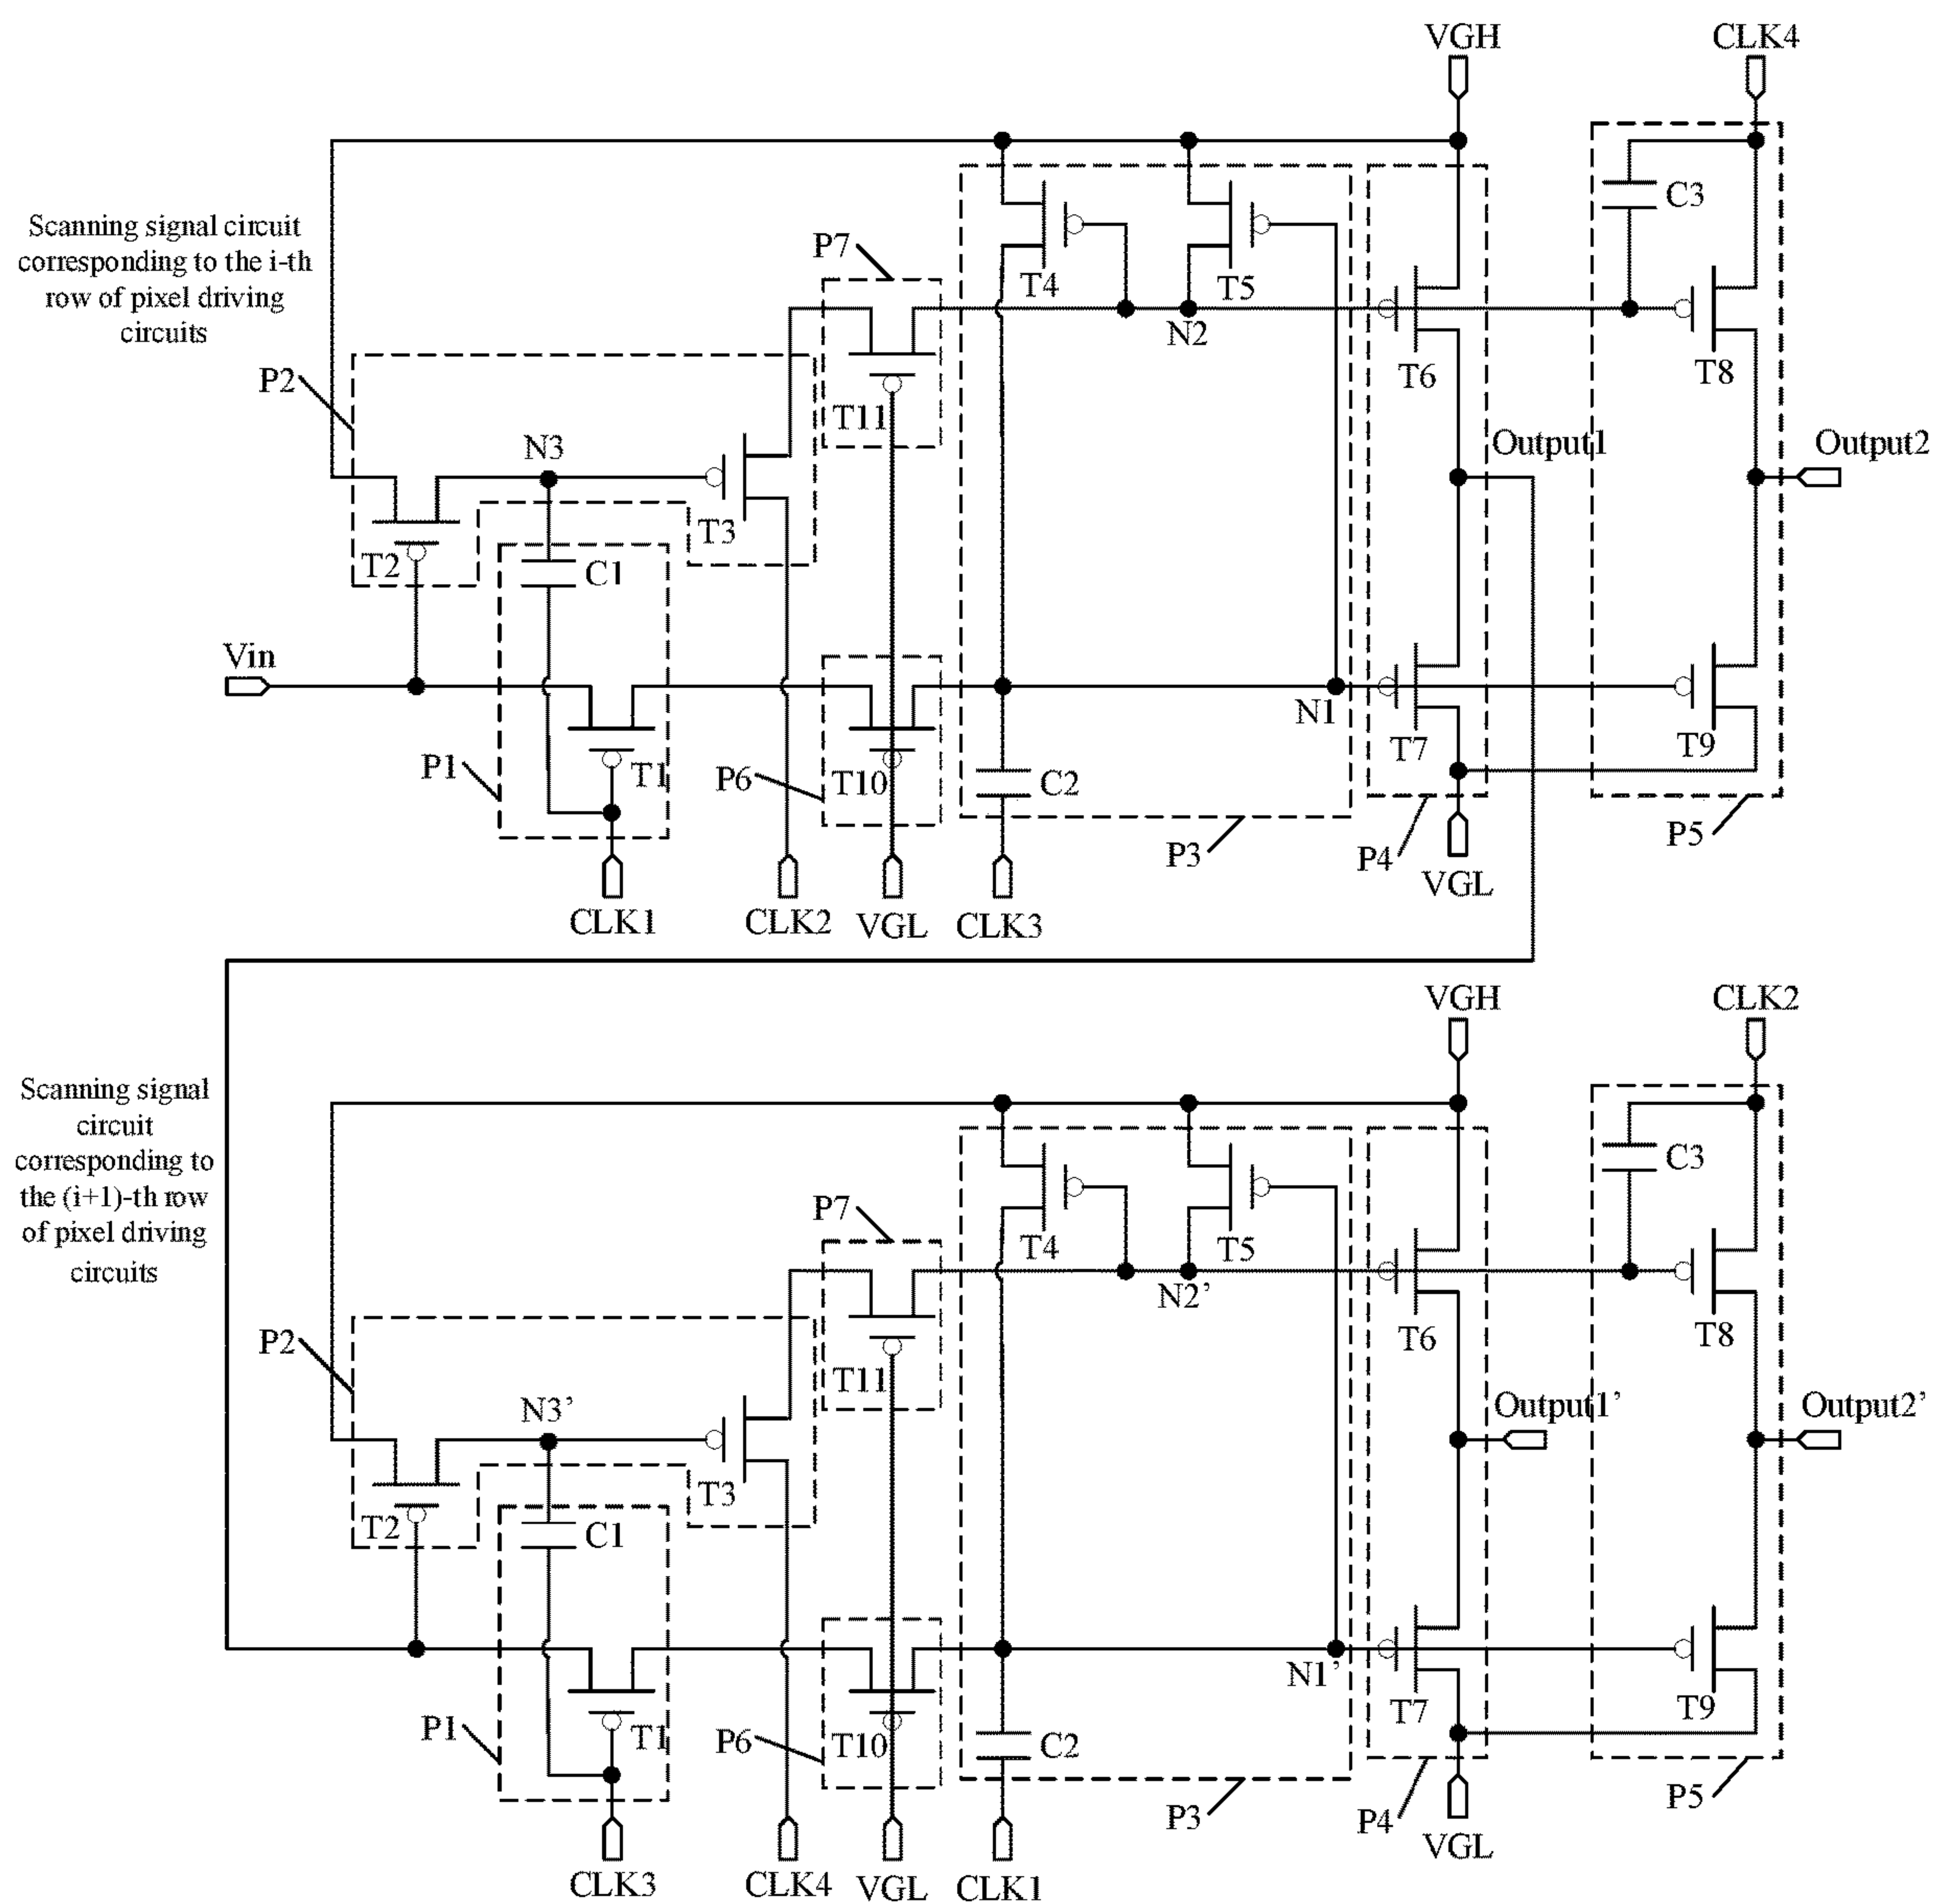 VGH
CLK4
Scanning signal circuit
corresponding to the i-th
row of pixel driving
circuits
C3
P7
T4
T5
N2
T6
T8
P2
T11
N3
Output1
Output2
T3
T2
C1
Vin
N1
T7
T9
P1
T1
P6
T10
C2
P3
P4
P5
VGL
CLK1
CLK2
VGL
CLK3
VGH
CLK2
Scanning signal
circuit
corresponding to
the (i+1)-th row
of pixel driving
circuits
C3
P7
T4
T5
N2’
T6
T8
P2
T11
N3’
Output1’
Output2’
T3
T2
C1
N1’
T7
T9
P1
T1
P6
T10
C2
P3
P4
P5
VGL
CLK3
CLK4
VGL
CLK1